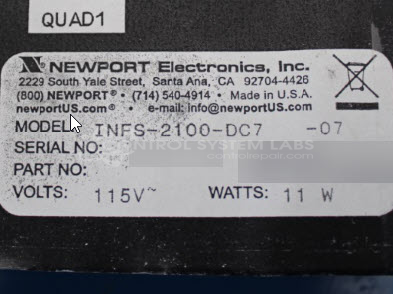 QUAD1
NEWPORT Electronics, Inc.
2229 South Yale Street, Santa Ana, CA 92704-4426
(800) NEWPORT® • (714) 540-4914 • Made in U.S.A.
newportUS.com® • e-mail: info@newportUS.com
MODEL: INFS-2100-DC7 -07
SERIAL NO:
CONTROL SYSTEM LABS
controlrepair.com
PART NO:
VOLTS: 115V~ WATTS: 11 W